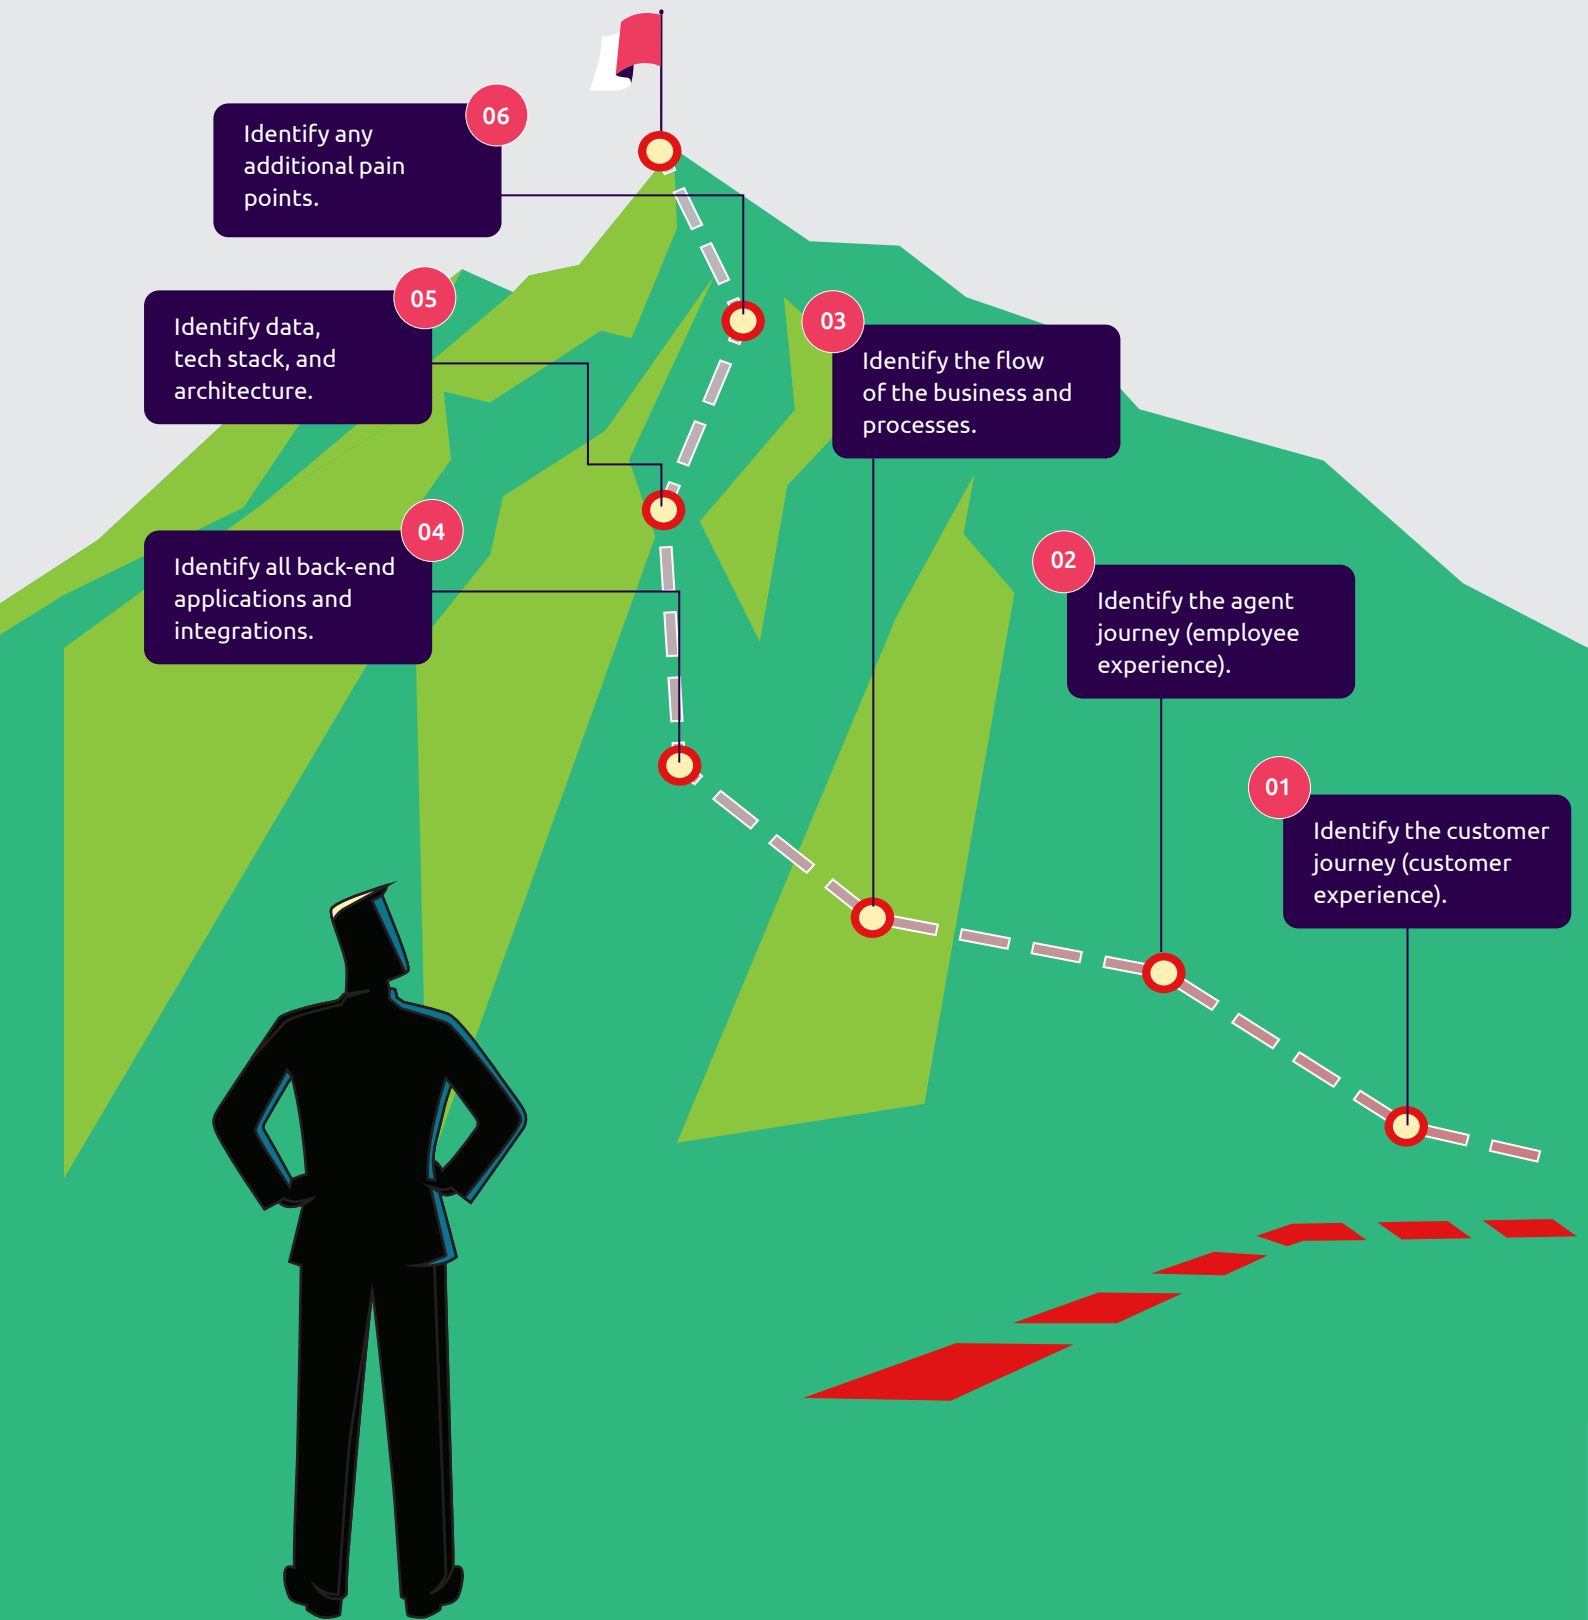 06
Identify any
additional pain
points.
05
Identify data,
tech stack, and
architecture.
03
Identify the flow
of the business and
processes.
04
Identify all back-end
applications and
integrations.
02
Identify the agent
journey (employee
experience).
01
Identify the customer
journey (customer
experience).